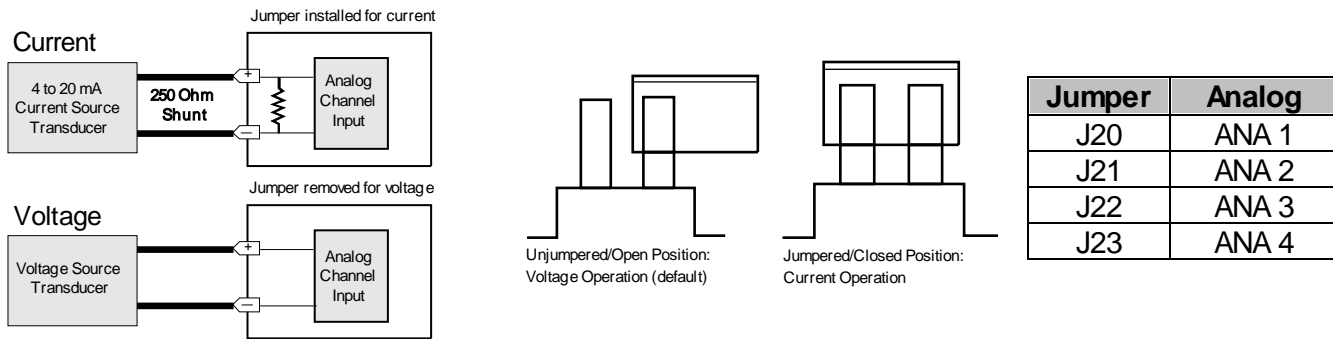 Jumper installed for current
Current
4 to 20 mA
Current Source
Transducer
250 Ohm
Shunt
+
–
Analog
Channel
Input
Jumper removed for voltage
Voltage
Voltage Source
Transducer
+
–
Analog
Channel
Input
Unjumpered/Open Position:
Voltage Operation (default)
Jumpered/Closed Position:
Current Operation
Jumper Analog
J20 ANA 1
J21 ANA 2
J22 ANA 3
J23 ANA 4